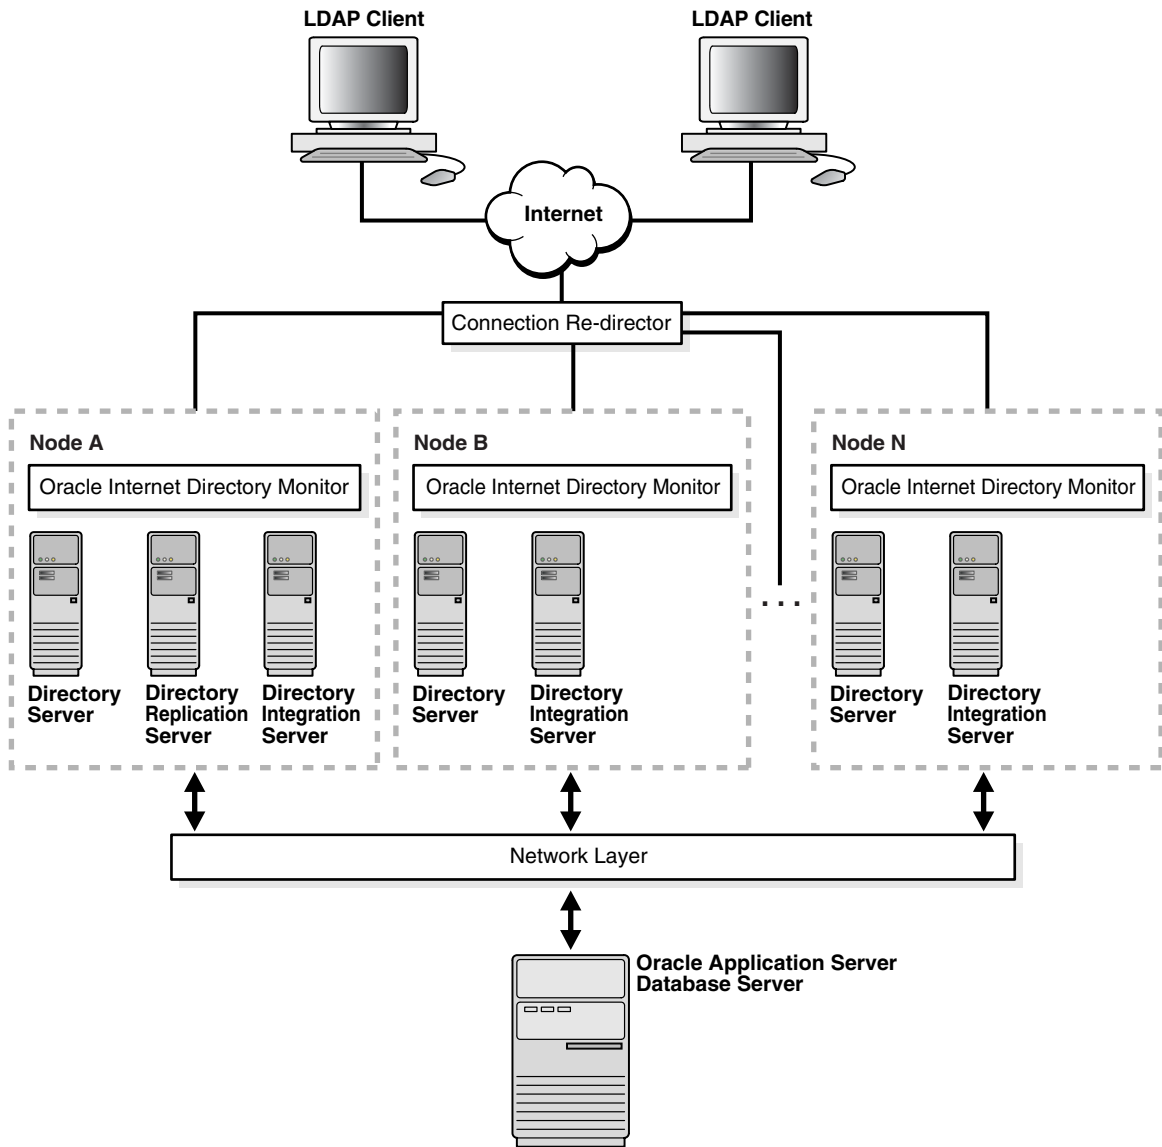 LDAP Client
LDAP Client
Internet
Connection Re-director
Node A
Oracle Internet Directory Monitor
Directory
Server
Directory
Replication
Server
Directory
Integration
Server
Node B
Oracle Internet Directory Monitor
Directory
Server
Directory
Integration
Server
. . .
Node N
Oracle Internet Directory Monitor
Directory
Server
Directory
Integration
Server
Network Layer
Oracle Application Server
Database Server